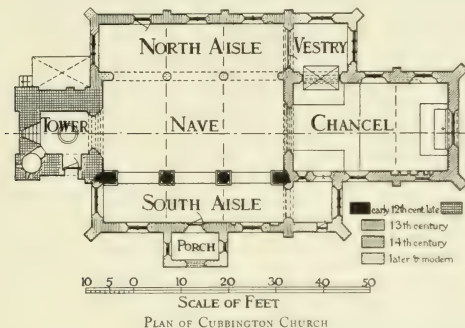 NORTH AISLE
VESTRY
TOWER
NAVE
CHANCEL
SOUTH AISLE
PORCH
early 12th cent. late
13th century
14th century
later & modern
10 5 0 10 20 30 40 50
SCALE OF FEET
PLAN OF CUBBINGTON CHURCH